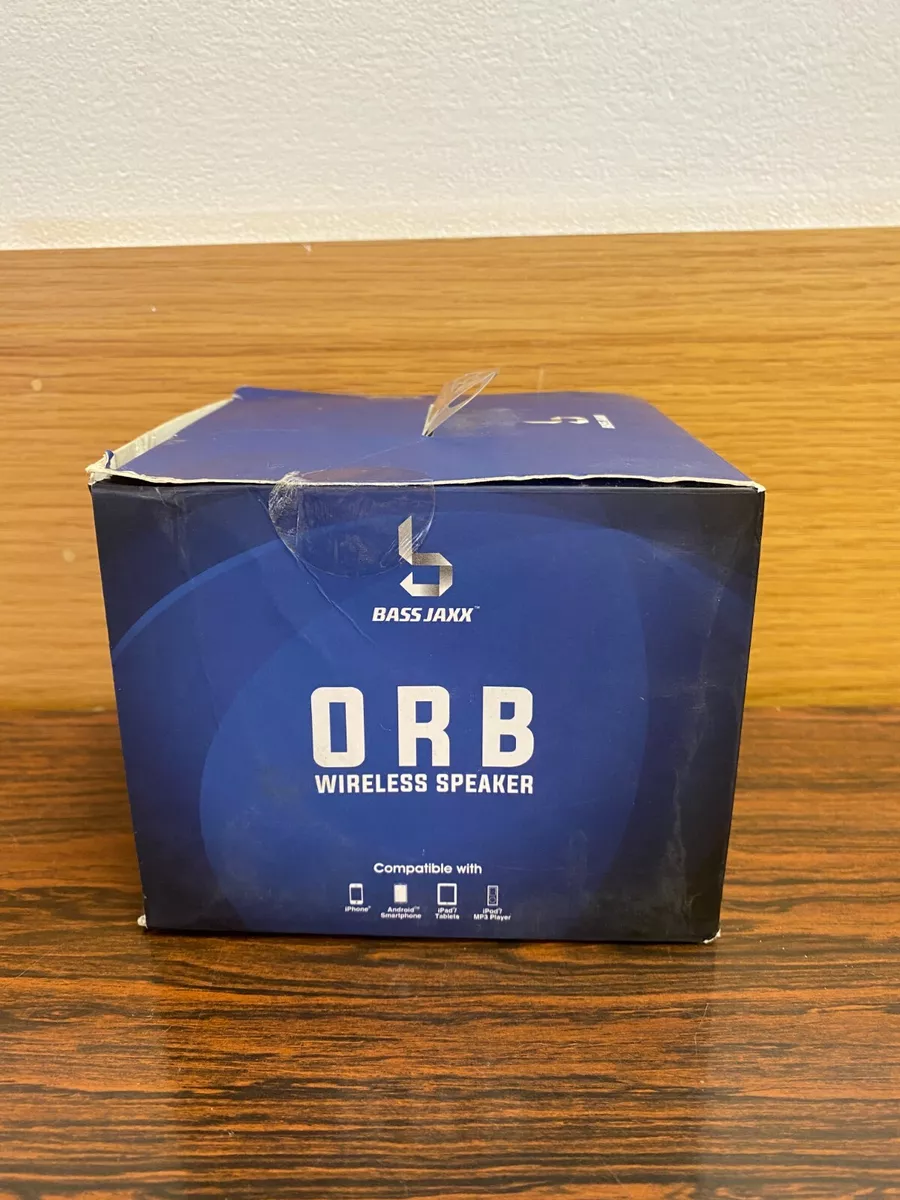 BASS JAXX™
ORB
WIRELESS SPEAKER
Compatible with
iPhone®
Android™
Smartphone
iPad®/
Tablets
iPod®/
MP3 Player